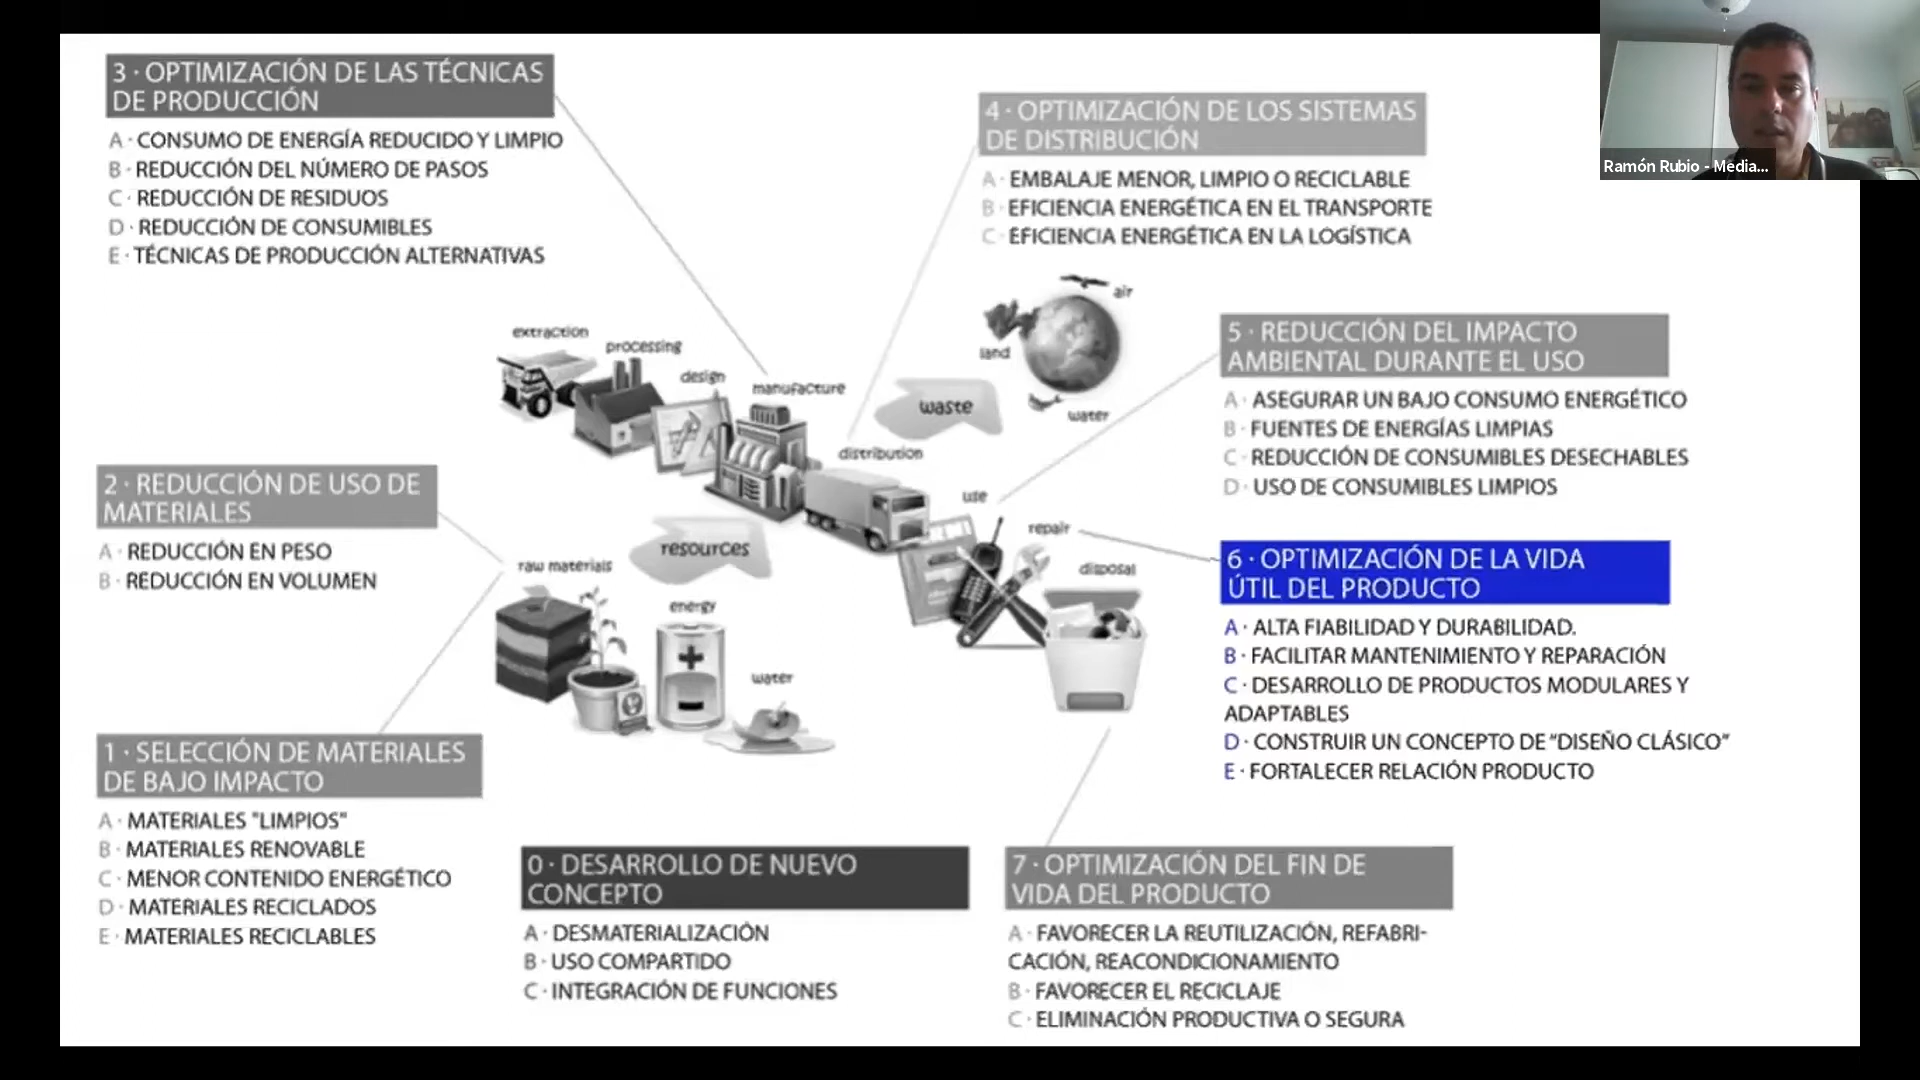 3 · OPTIMIZACIÓN DE LAS TÉCNICAS
DE PRODUCCIÓN
A · CONSUMO DE ENERGÍA REDUCIDO Y LIMPIO
B · REDUCCIÓN DEL NÚMERO DE PASOS
C · REDUCCIÓN DE RESIDUOS
D · REDUCCIÓN DE CONSUMIBLES
E · TÉCNICAS DE PRODUCCIÓN ALTERNATIVAS
4 · OPTIMIZACIÓN DE LOS SISTEMAS
DE DISTRIBUCIÓN
A · EMBALAJE MENOR, LIMPIO O RECICLABLE
B · EFICIENCIA ENERGÉTICA EN EL TRANSPORTE
C · EFICIENCIA ENERGÉTICA EN LA LOGÍSTICA
Ramón Rubio - Media...
extraction
processing
design
manufacture
distribution
use
repair
disposal
waste
air
land
water
5 · REDUCCIÓN DEL IMPACTO
AMBIENTAL DURANTE EL USO
A · ASEGURAR UN BAJO CONSUMO ENERGÉTICO
B · FUENTES DE ENERGÍAS LIMPIAS
C · REDUCCIÓN DE CONSUMIBLES DESECHABLES
D · USO DE CONSUMIBLES LIMPIOS
2 · REDUCCIÓN DE USO DE
MATERIALES
A · REDUCCIÓN EN PESO
B · REDUCCIÓN EN VOLUMEN
raw materials
resources
energy
water
6 · OPTIMIZACIÓN DE LA VIDA
ÚTIL DEL PRODUCTO
A · ALTA FIABILIDAD Y DURABILIDAD.
B · FACILITAR MANTENIMIENTO Y REPARACIÓN
C · DESARROLLO DE PRODUCTOS MODULARES Y
ADAPTABLES
D · CONSTRUIR UN CONCEPTO DE “DISEÑO CLÁSICO”
E · FORTALECER RELACIÓN PRODUCTO
1 · SELECCIÓN DE MATERIALES
DE BAJO IMPACTO
A · MATERIALES "LIMPIOS"
B · MATERIALES RENOVABLE
C · MENOR CONTENIDO ENERGÉTICO
D · MATERIALES RECICLADOS
E · MATERIALES RECICLABLES
0 · DESARROLLO DE NUEVO
CONCEPTO
A · DESMATERIALIZACIÓN
B · USO COMPARTIDO
C · INTEGRACIÓN DE FUNCIONES
7 · OPTIMIZACIÓN DEL FIN DE
VIDA DEL PRODUCTO
A · FAVORECER LA REUTILIZACIÓN, REFABRI-
CACIÓN, REACONDICIONAMIENTO
B · FAVORECER EL RECICLAJE
C · ELIMINACIÓN PRODUCTIVA O SEGURA